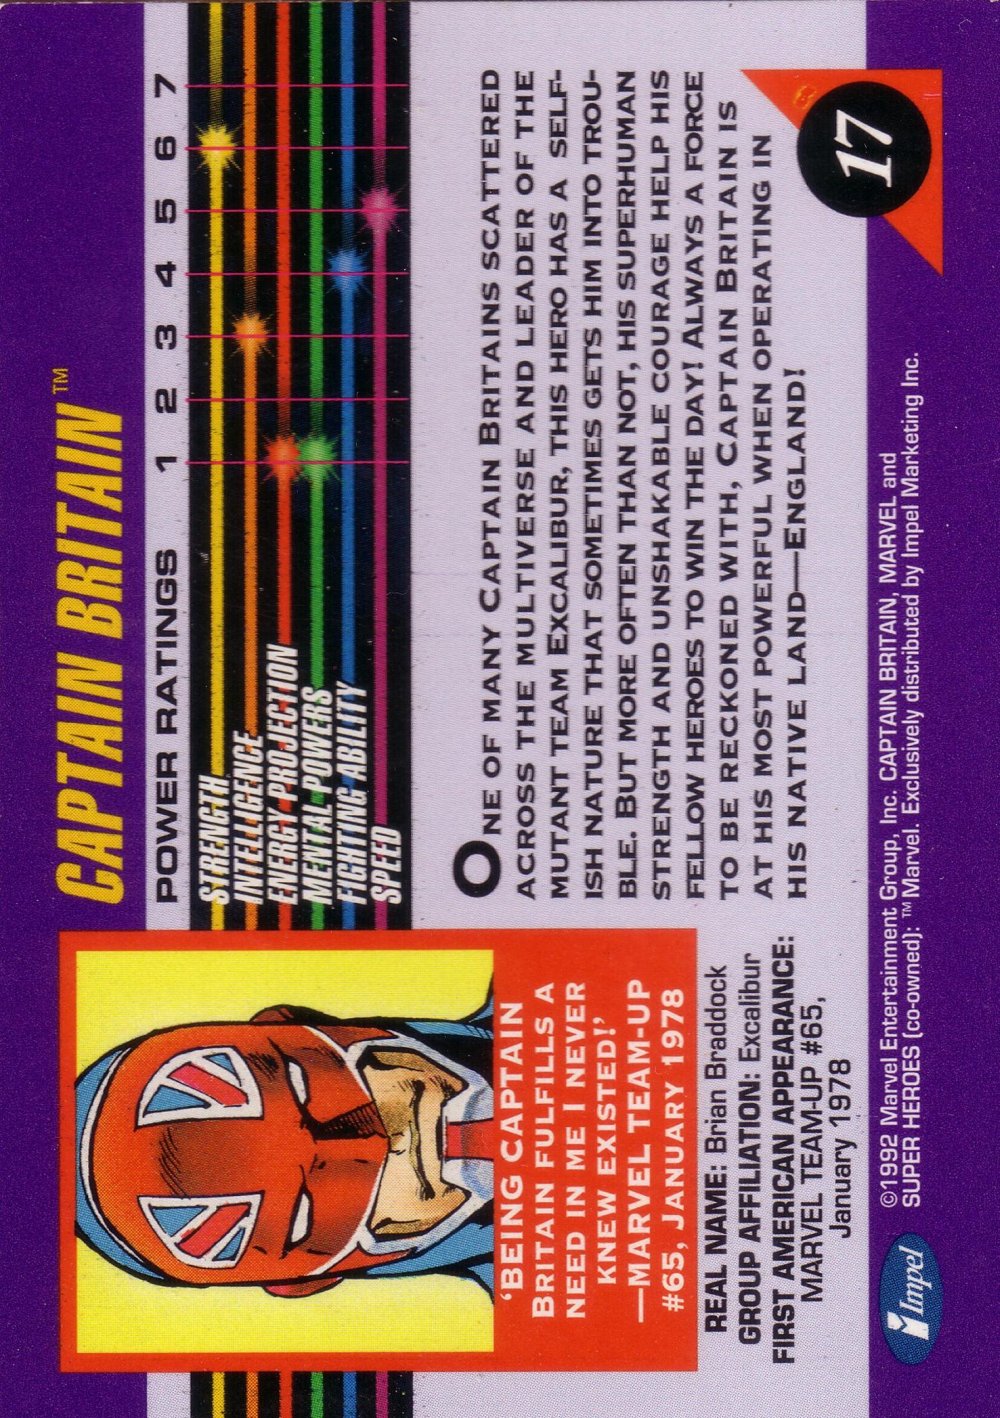 CAPTAIN BRITAIN™
POWER RATINGS 1 2 3 4 5 6 7
STRENGTH
INTELLIGENCE
ENERGY PROJECTION
MENTAL POWERS
FIGHTING ABILITY
SPEED
'BEING CAPTAIN
BRITAIN FULFILLS A
NEED IN ME I NEVER
KNEW EXISTED!'
—MARVEL TEAM-UP
#65, JANUARY 1978
REAL NAME: Brian Braddock
GROUP AFFILIATION: Excalibur
FIRST AMERICAN APPEARANCE:
MARVEL TEAM-UP #65,
January 1978
ONE OF MANY CAPTAIN BRITAINS SCATTERED
ACROSS THE MULTIVERSE AND LEADER OF THE
MUTANT TEAM EXCALIBUR, THIS HERO HAS A SELF-
ISH NATURE THAT SOMETIMES GETS HIM INTO TROU-
BLE. BUT MORE OFTEN THAN NOT, HIS SUPERHUMAN
STRENGTH AND UNSHAKABLE COURAGE HELP HIS
FELLOW HEROES TO WIN THE DAY! ALWAYS A FORCE
TO BE RECKONED WITH, CAPTAIN BRITAIN IS
AT HIS MOST POWERFUL WHEN OPERATING IN
HIS NATIVE LAND—ENGLAND!
17
Impel
©1992 Marvel Entertainment Group, Inc. CAPTAIN BRITAIN, MARVEL and
SUPER HEROES (co-owned): ™ Marvel. Exclusively distributed by Impel Marketing Inc.